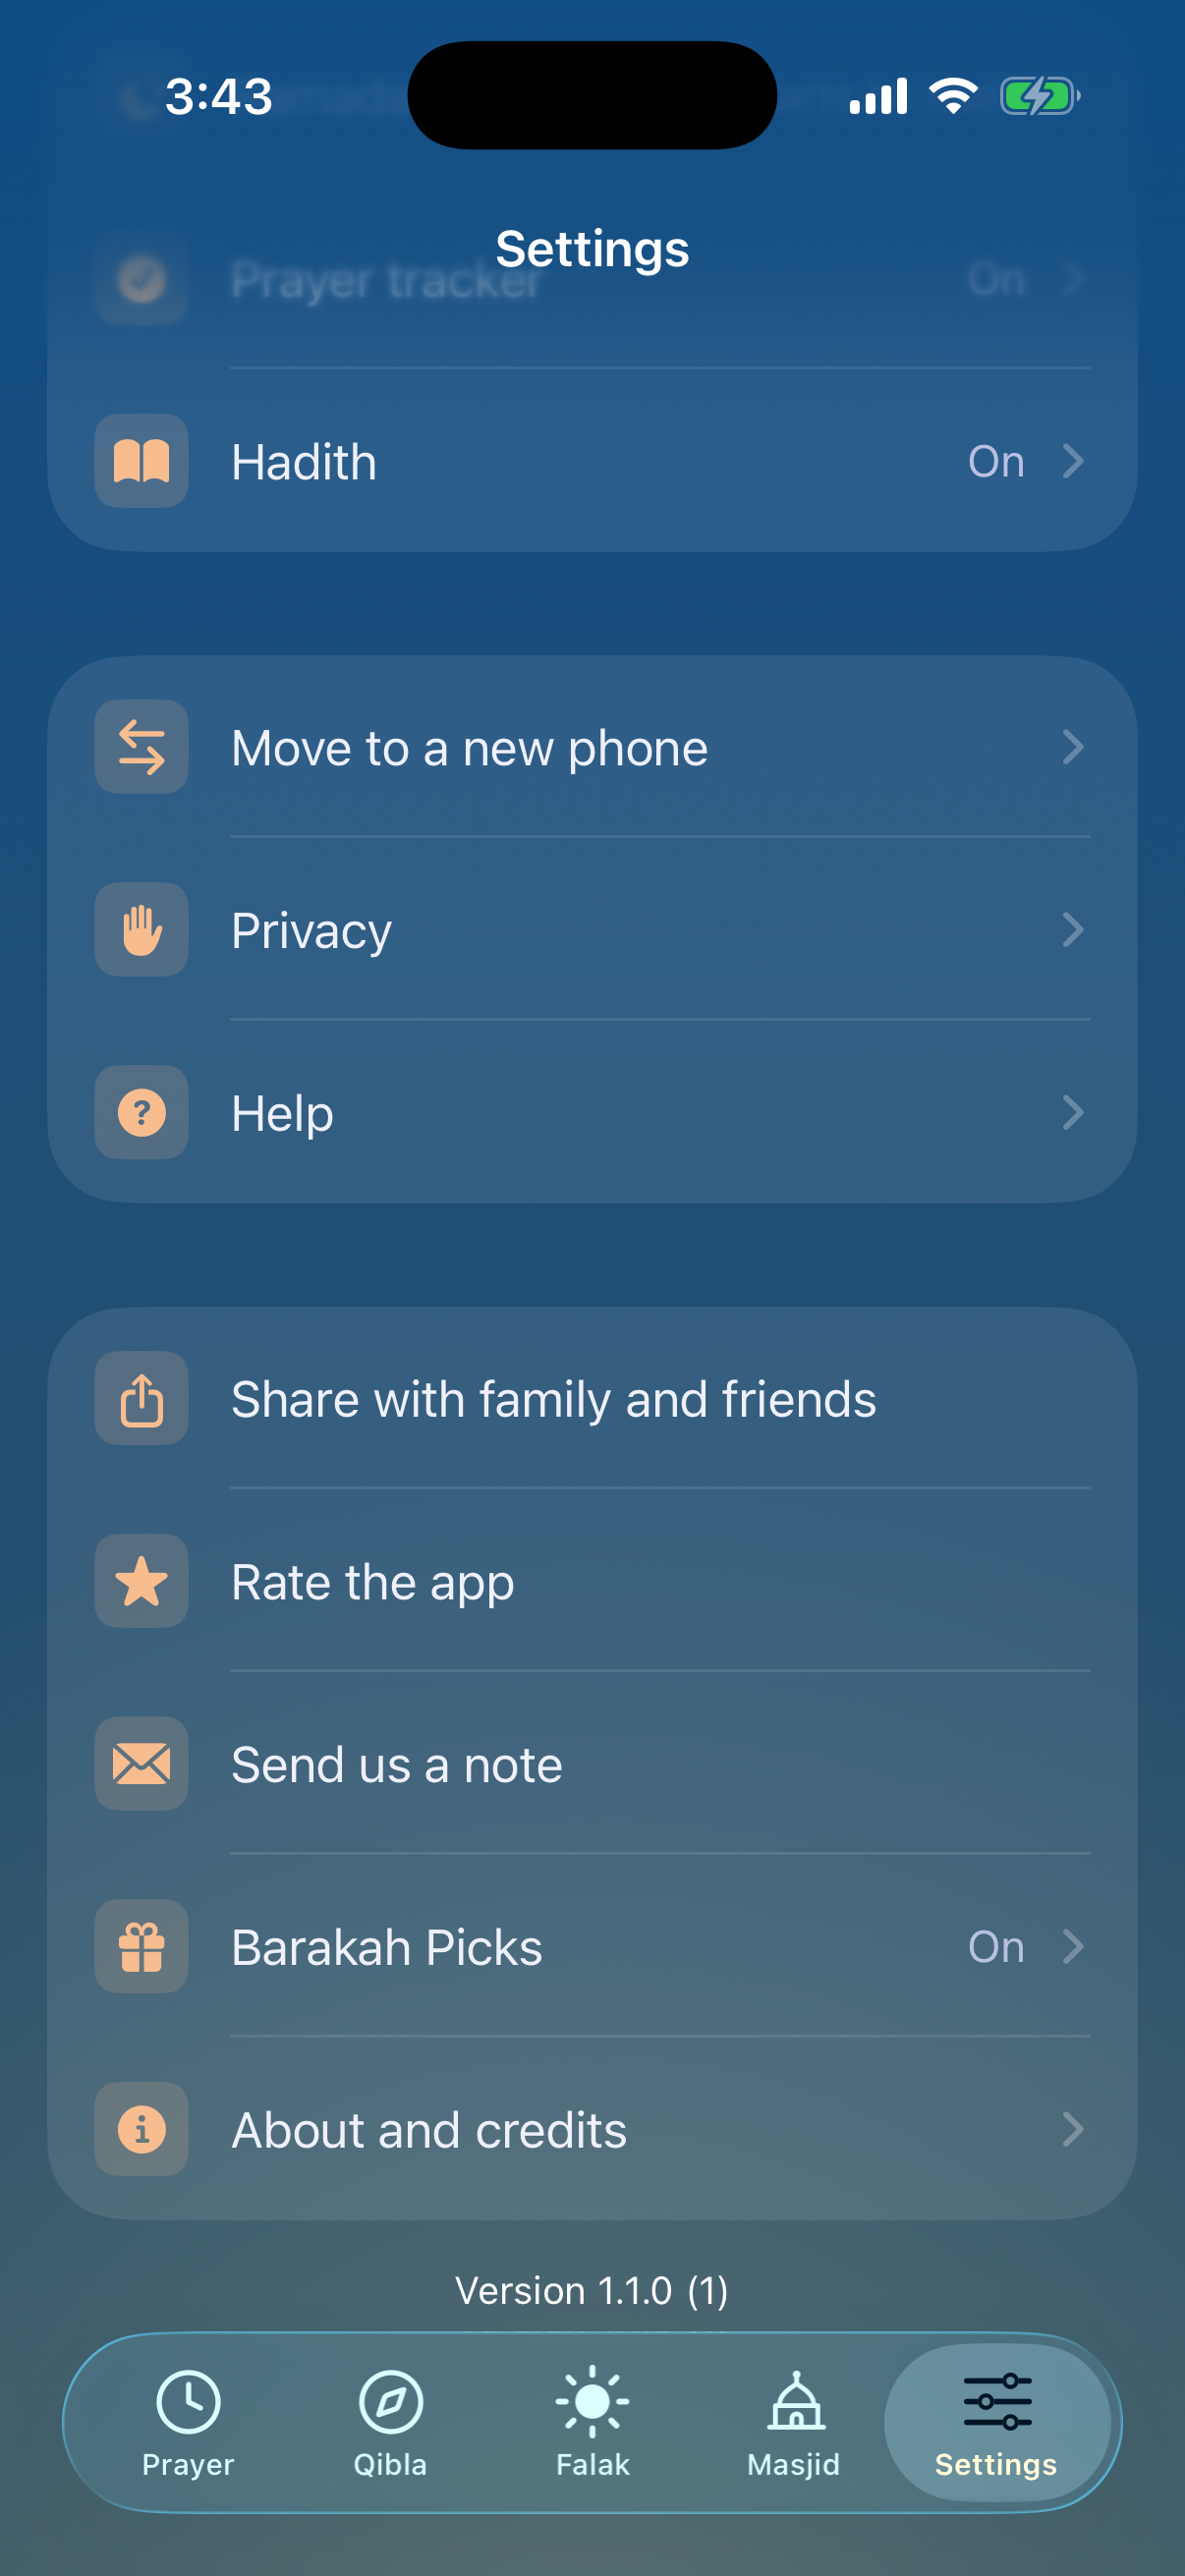 3:43
Settings
Prayer tracker On
Hadith On
Move to a new phone
Privacy
Help
Share with family and friends
Rate the app
Send us a note
Barakah Picks On
About and credits
Version 1.1.0 (1)
Prayer Qibla Falak Masjid Settings